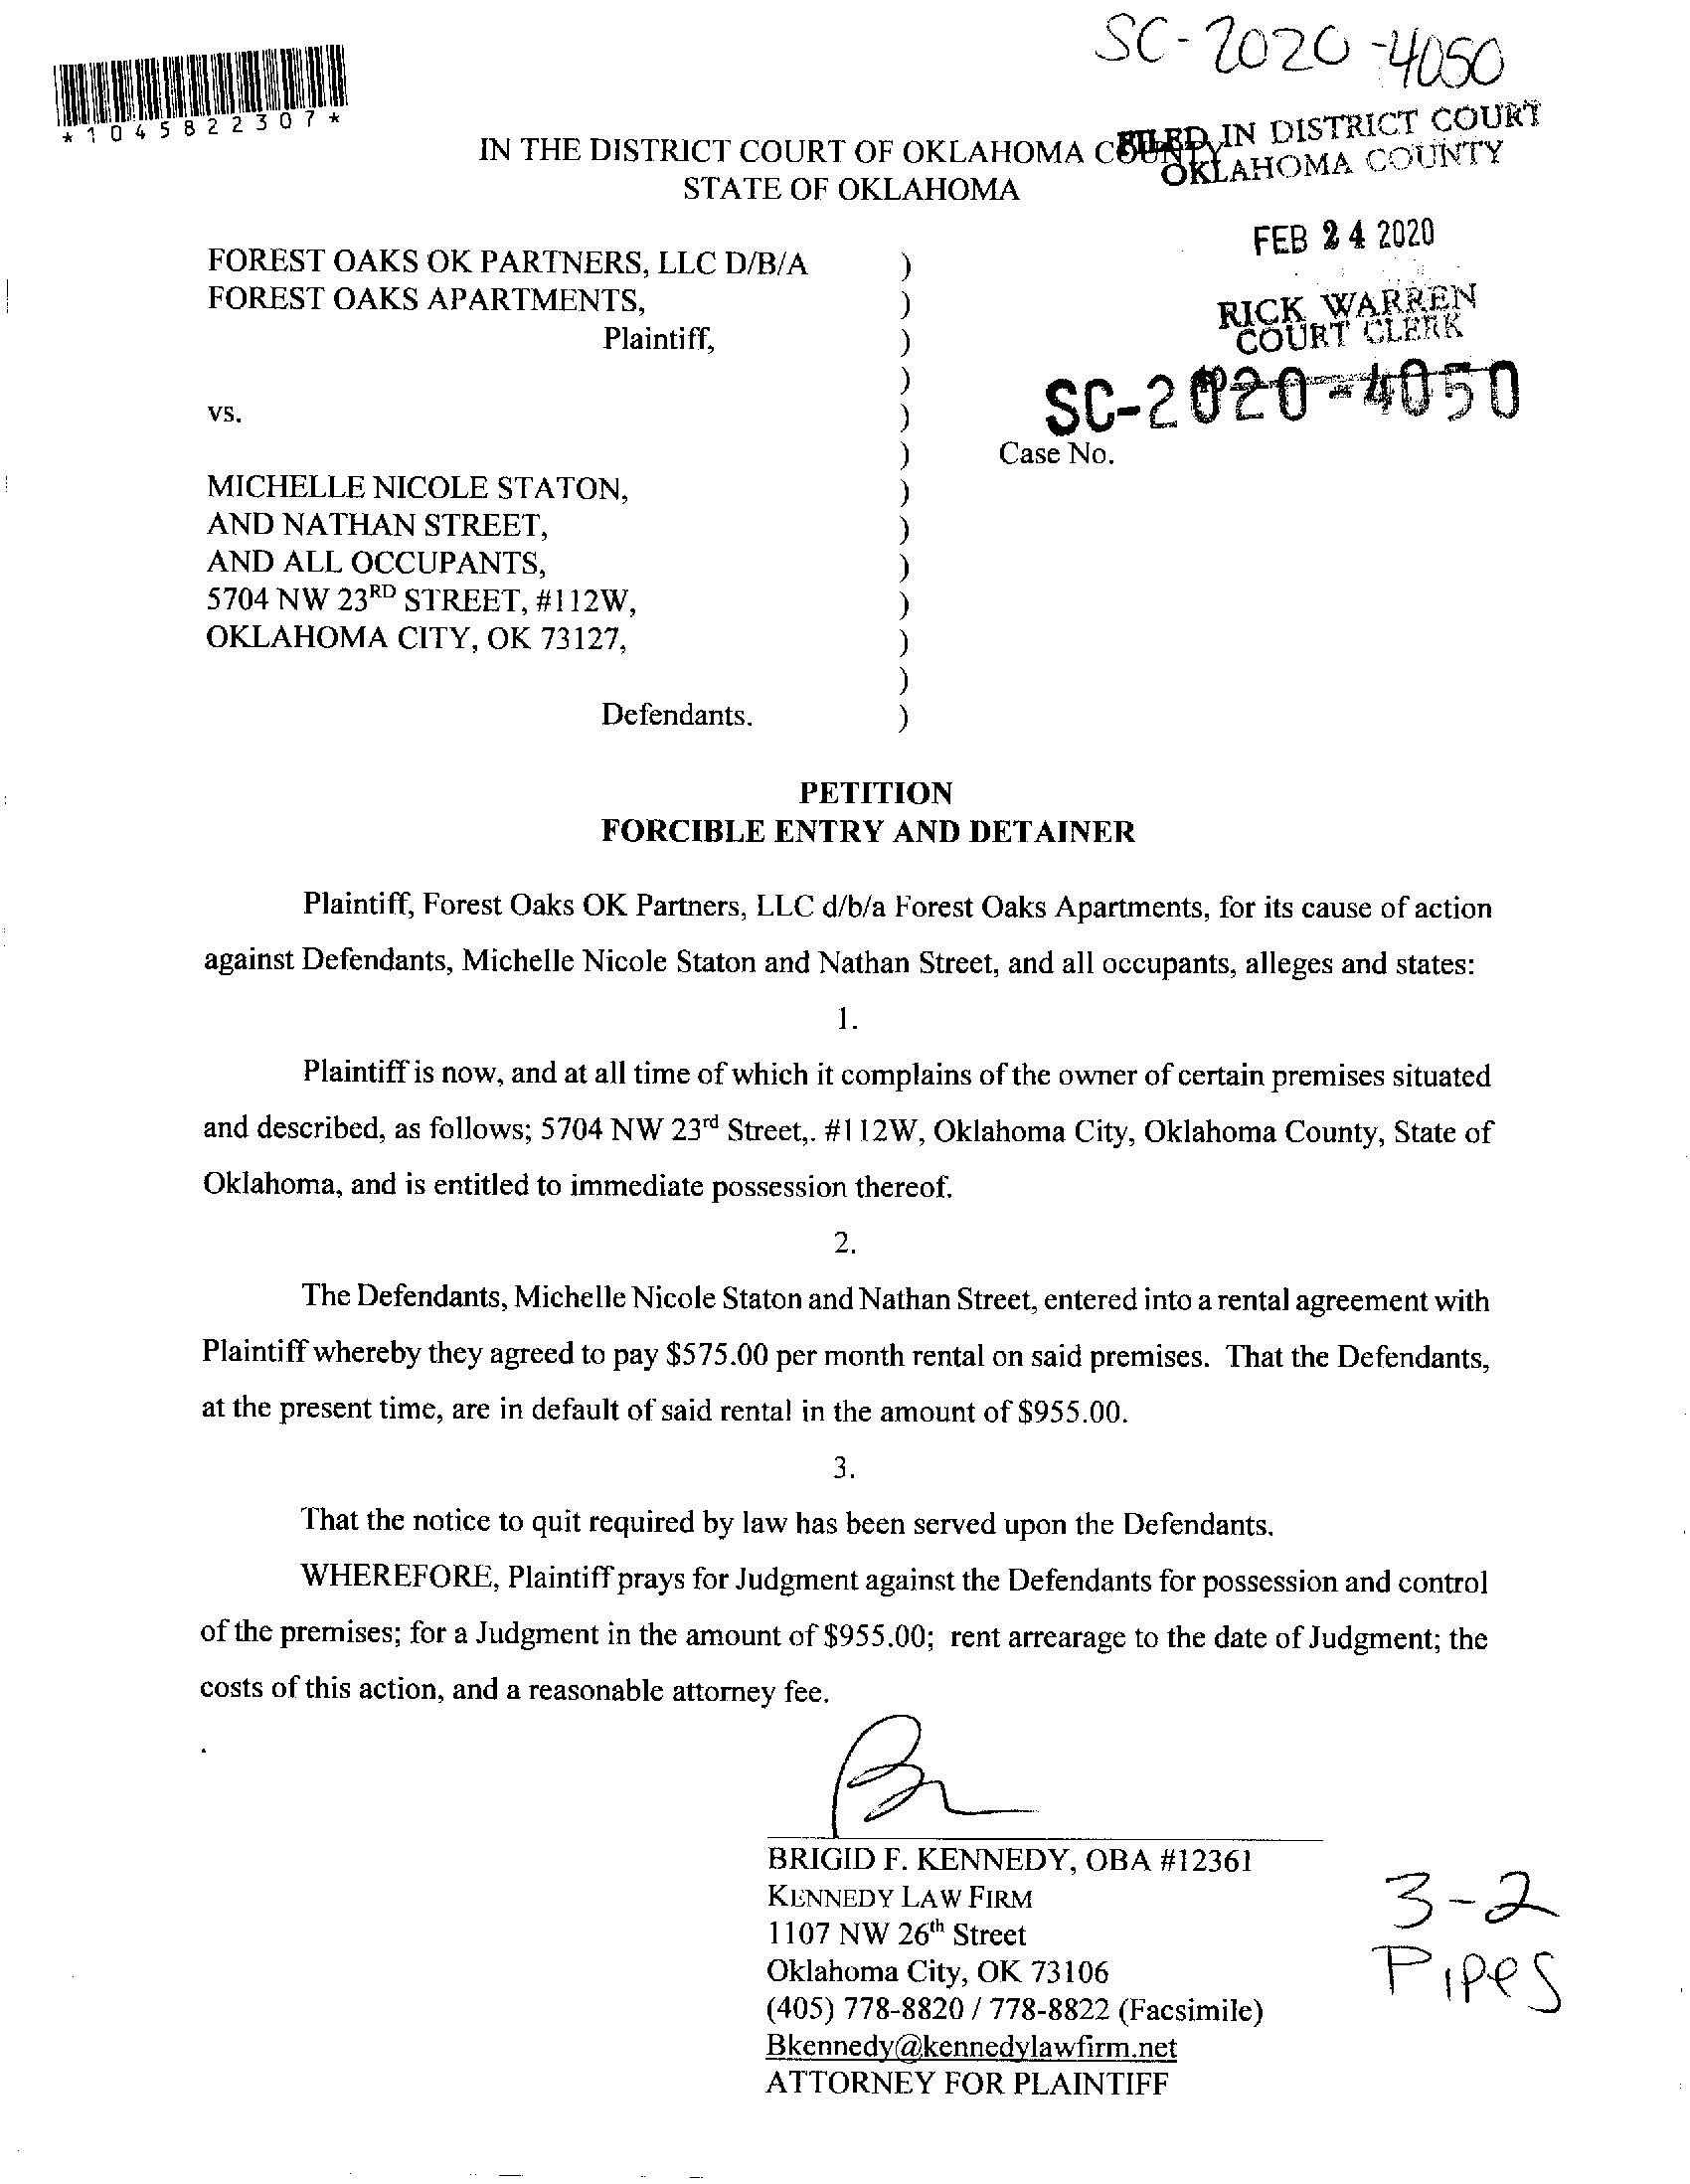 SC-2020-4050
*1045822307*
FILED IN DISTRICT COURT
OKLAHOMA COUNTY
IN THE DISTRICT COURT OF OKLAHOMA COUNTY
STATE OF OKLAHOMA
FEB 24 2020
RICK WARREN
COURT CLERK
SC-2020-4050
FOREST OAKS OK PARTNERS, LLC D/B/A )
FOREST OAKS APARTMENTS, )
Plaintiff, )
)
vs. )
) Case No.
MICHELLE NICOLE STATON, )
AND NATHAN STREET, )
AND ALL OCCUPANTS, )
5704 NW 23RD STREET, #112W, )
OKLAHOMA CITY, OK 73127, )
)
Defendants. )
PETITION
FORCIBLE ENTRY AND DETAINER
Plaintiff, Forest Oaks OK Partners, LLC d/b/a Forest Oaks Apartments, for its cause of action
against Defendants, Michelle Nicole Staton and Nathan Street, and all occupants, alleges and states:
1.
Plaintiff is now, and at all time of which it complains of the owner of certain premises situated
and described, as follows; 5704 NW 23rd Street,. #112W, Oklahoma City, Oklahoma County, State of
Oklahoma, and is entitled to immediate possession thereof.
2.
The Defendants, Michelle Nicole Staton and Nathan Street, entered into a rental agreement with
Plaintiff whereby they agreed to pay $575.00 per month rental on said premises. That the Defendants,
at the present time, are in default of said rental in the amount of $955.00.
3.
That the notice to quit required by law has been served upon the Defendants.
WHEREFORE, Plaintiff prays for Judgment against the Defendants for possession and control
of the premises; for a Judgment in the amount of $955.00; rent arrearage to the date of Judgment; the
costs of this action, and a reasonable attorney fee.
BRIGID F. KENNEDY, OBA #12361
KENNEDY LAW FIRM
1107 NW 26th Street
Oklahoma City, OK 73106
(405) 778-8820 / 778-8822 (Facsimile)
Bkennedy@kennedylawfirm.net
ATTORNEY FOR PLAINTIFF
3-2
Pipes